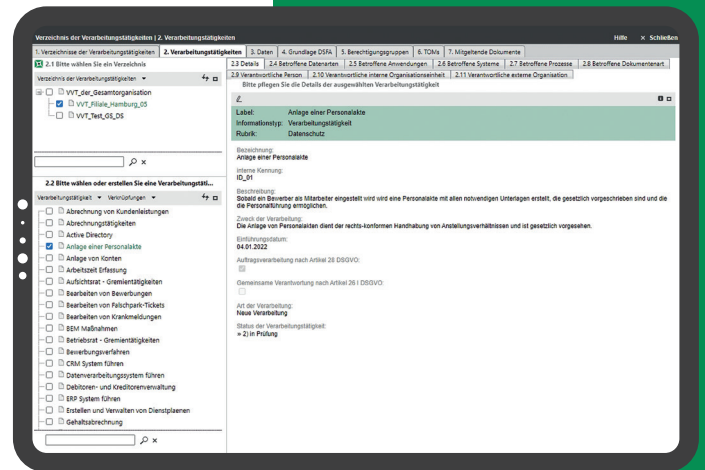 Verzeichnis der Verarbeitungstätigkeiten | 2. Verarbeitungstätigkeiten
Hilfe × Schließen
1. Verzeichnisse der Verarbeitungstätigkeiten 2. Verarbeitungstätigkeiten 3. Daten 4. Grundlage DSFA 5. Berechtigungsgruppen 6. TOMs 7. Mitgeltende Dokumente
2.1 Bitte wählen Sie ein Verzeichnis
Verzeichnis der Verarbeitungstätigkeiten
VVT_der_Gesamtorganisation
VVT_Filiale_Hamburg_05
VVT_Test_GS_DS
×
2.2 Bitte wählen oder erstellen Sie eine Verarbeitungstäti...
Verarbeitungstätigkeit Verknüpfungen
Abrechnung von Kundenleistungen
Abrechnungstätigkeiten
Active Directory
Anlage einer Personalakte
Anlage von Konten
Arbeitszeit Erfassung
Aufsichtsrat - Gremientätigkeiten
Bearbeiten von Bewerbungen
Bearbeiten von Falschpark-Tickets
Bearbeiten von Krankmeldungen
BEM Maßnahmen
Betriebsrat - Gremientätigkeiten
Bewerbungsverfahren
CRM System führen
Datenverarbeitungssystem führen
Debitoren- und Kreditorenverwaltung
ERP System führen
Erstellen und Verwalten von Dienstplaenen
Gehaltsabrechnung
×
2.3 Details 2.4 Betroffene Datenarten 2.5 Betroffene Anwendungen 2.6 Betroffene Systeme 2.7 Betroffene Prozesse 2.8 Betroffene Dokumentenart
2.9 Verantwortliche Person 2.10 Verantwortliche interne Organisationseinheit 2.11 Verantwortliche externe Organisation
Bitte pflegen Sie die Details der ausgewählten Verarbeitungstätigkeit
Label: Anlage einer Personalakte
Informationstyp: Verarbeitungstätigkeit
Rubrik: Datenschutz
Bezeichnung:
Anlage einer Personalakte
Interne Kennung:
ID_01
Beschreibung:
Sobald ein Bewerber als Mitarbeiter eingestellt wird wird eine Personalakte mit allen notwendigen Unterlagen erstellt, die gesetzlich vorgeschrieben sind und die
die Personalführung ermöglichen.
Zweck der Verarbeitung:
Die Anlage von Personalakten dient der rechts-konformen Handhabung von Anstellungsverhältnissen und ist gesetzlich vorgesehen.
Einführungsdatum:
04.01.2022
Auftragsverarbeitung nach Artikel 28 DSGVO:
Gemeinsame Verantwortung nach Artikel 26 I DSGVO:
Art der Verarbeitung:
Neue Verarbeitung
Status der Verarbeitungstätigkeit:
» 2) in Prüfung